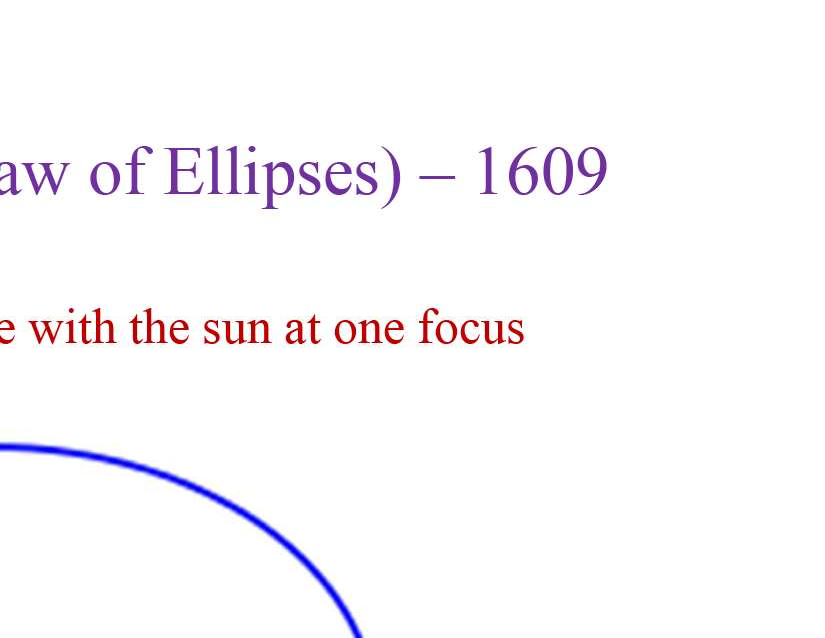 aw of Ellipses) – 1609
e with the sun at one focus